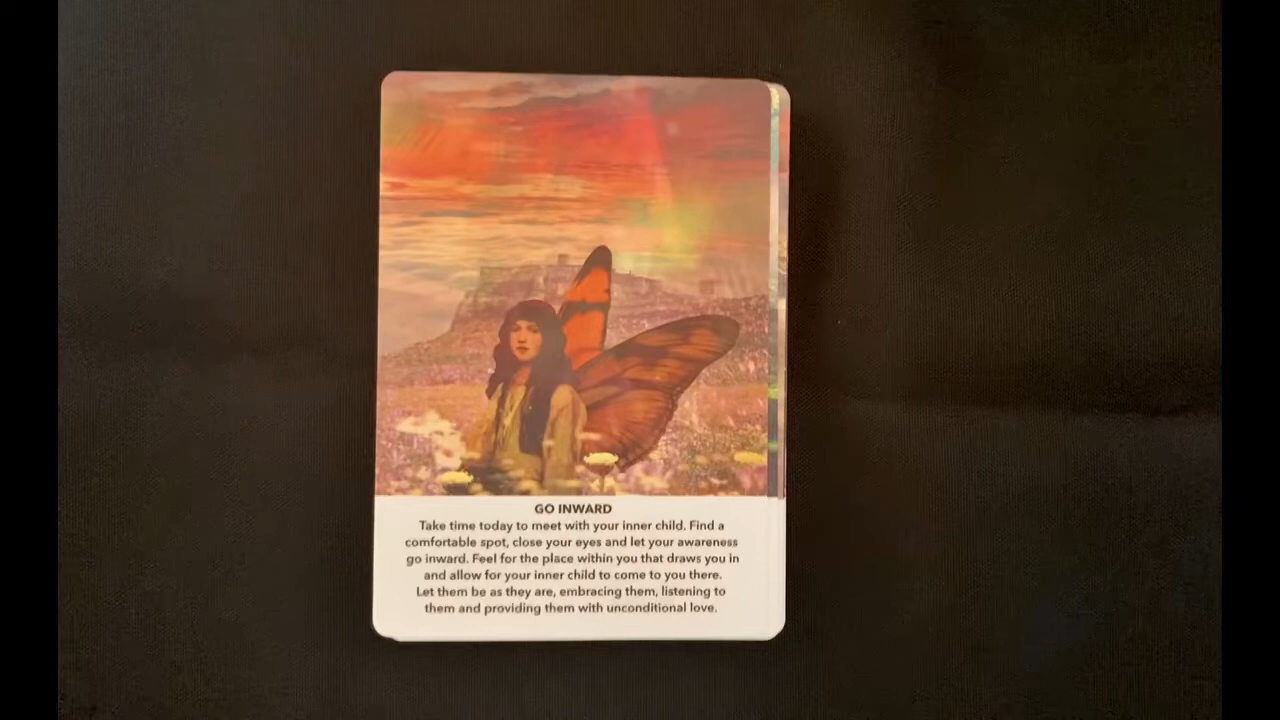 GO INWARD
Take time today to meet with your inner child. Find a
comfortable spot, close your eyes and let your awareness
go inward. Feel for the place within you that draws you in
and allow for your inner child to come to you there.
Let them be as they are, embracing them, listening to
them and providing them with unconditional love.